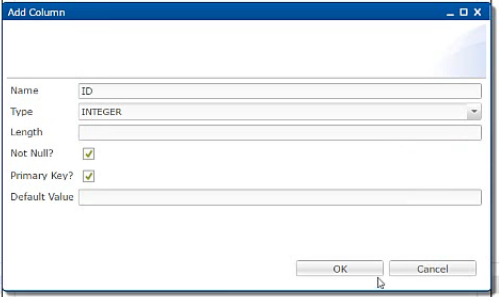 Add Column
Name ID
Type INTEGER
Length
Not Null?
Primary Key?
Default Value
OK Cancel